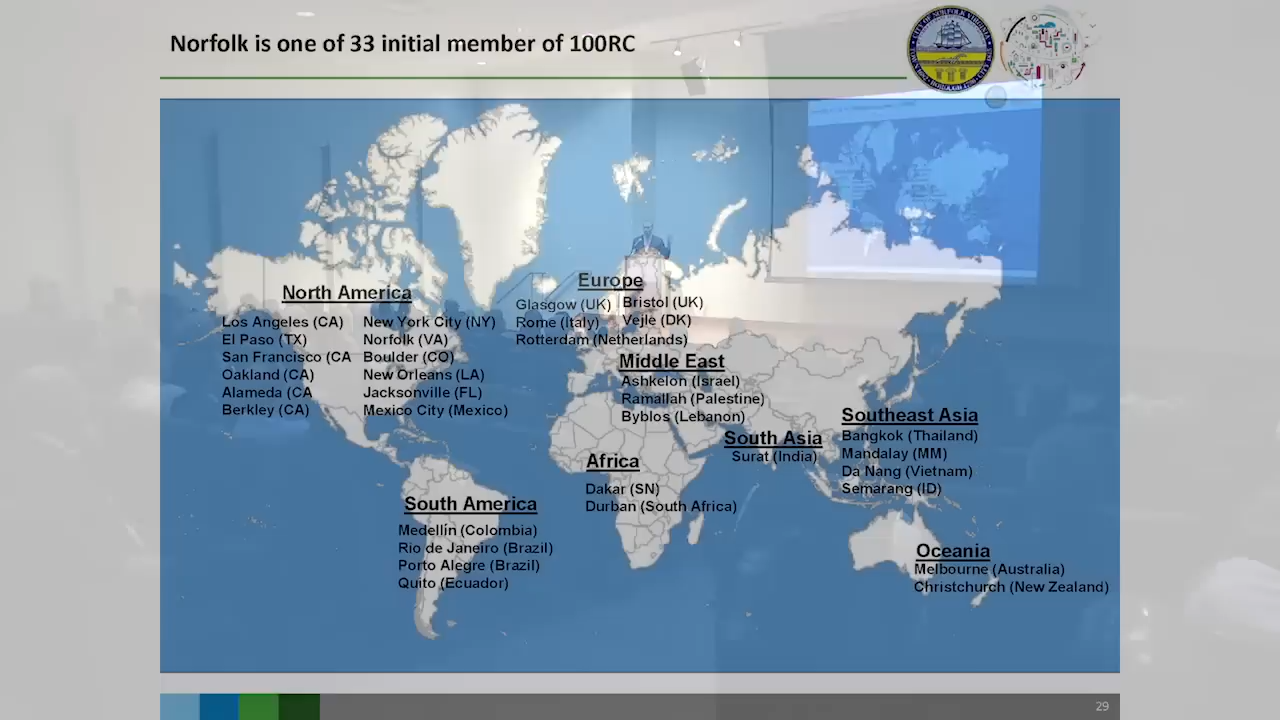 Norfolk is one of 33 initial member of 100RC
North America
Los Angeles (CA)
El Paso (TX)
San Francisco (CA
Oakland (CA)
Alameda (CA
Berkley (CA)
New York City (NY)
Norfolk (VA)
Boulder (CO)
New Orleans (LA)
Jacksonville (FL)
Mexico City (Mexico)
Europe
Glasgow (UK)
Rome (Italy)
Rotterdam (Netherlands)
Bristol (UK)
Vejle (DK)
Middle East
Ashkelon (Israel)
Ramallah (Palestine)
Byblos (Lebanon)
South Asia
Surat (India)
Southeast Asia
Bangkok (Thailand)
Mandalay (MM)
Da Nang (Vietnam)
Semarang (ID)
Africa
Dakar (SN)
Durban (South Africa)
South America
Medellín (Colombia)
Rio de Janeiro (Brazil)
Porto Alegre (Brazil)
Quito (Ecuador)
Oceania
Melbourne (Australia)
Christchurch (New Zealand)
29